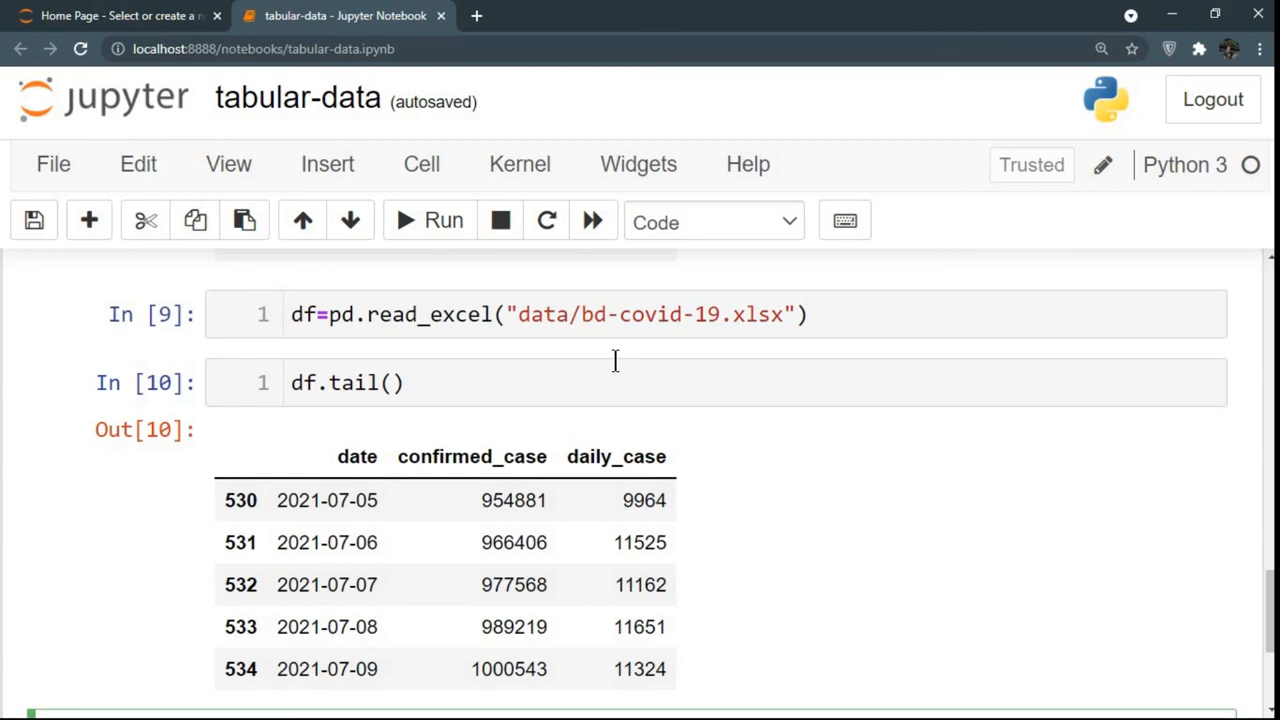 Home Page - Select or create a n
tabular-data - Jupyter Notebook
localhost:8888/notebooks/tabular-data.ipynb
jupyter tabular-data (autosaved) Logout
File Edit View Insert Cell Kernel Widgets Help Trusted Python 3
Run Code
In [9]: 1 df=pd.read_excel("data/bd-covid-19.xlsx")
In [10]: 1 df.tail()
Out[10]:
date confirmed_case daily_case
530 2021-07-05 954881 9964
531 2021-07-06 966406 11525
532 2021-07-07 977568 11162
533 2021-07-08 989219 11651
534 2021-07-09 1000543 11324